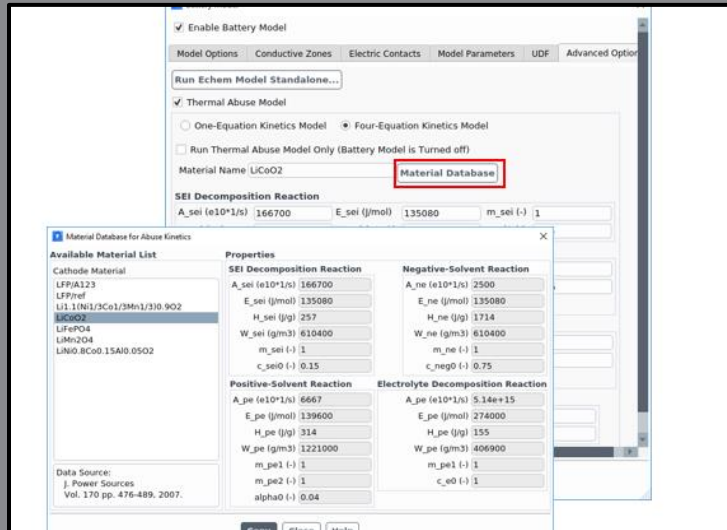 Enable Battery Model
Model Options Conductive Zones Electric Contacts Model Parameters UDF Advanced Option
Run Echem Model Standalone...
Thermal Abuse Model
One-Equation Kinetics Model Four-Equation Kinetics Model
Run Thermal Abuse Model Only (Battery Model is Turned off)
Material Name LiCoO2 Material Database
SEI Decomposition Reaction
A_sei (e10*1/s) 166700 E_sei (J/mol) 135080 m_sei (-) 1
Material Database for Abuse Kinetics
Available Material List Properties
Cathode Material
LFP/A123
LFP/ref
Li1.1(Ni1/3Co1/3Mn1/3)0.9O2
LiCoO2
LiFePO4
LiMn2O4
LiNi0.8Co0.15Al0.05O2
Data Source:
J. Power Sources
Vol. 170 pp. 476-489, 2007.
SEI Decomposition Reaction
A_sei (e10*1/s) 166700
E_sei (J/mol) 135080
H_sei (J/g) 257
W_sei (g/m3) 610400
m_sei (-) 1
c_sei0 (-) 0.15
Negative-Solvent Reaction
A_ne (e10*1/s) 2500
E_ne (J/mol) 135080
H_ne (J/g) 1714
W_ne (g/m3) 610400
m_ne (-) 1
c_neg0 (-) 0.75
Positive-Solvent Reaction
A_pe (e10*1/s) 6667
E_pe (J/mol) 139600
H_pe (J/g) 314
W_pe (g/m3) 1221000
m_pe1 (-) 1
m_pe2 (-) 1
alpha0 (-) 0.04
Electrolyte Decomposition Reaction
A_pe (e10*1/s) 5.14e+15
E_pe (J/mol) 274000
H_pe (J/g) 155
W_pe (g/m3) 406900
m_pe1 (-) 1
c_e0 (-) 1